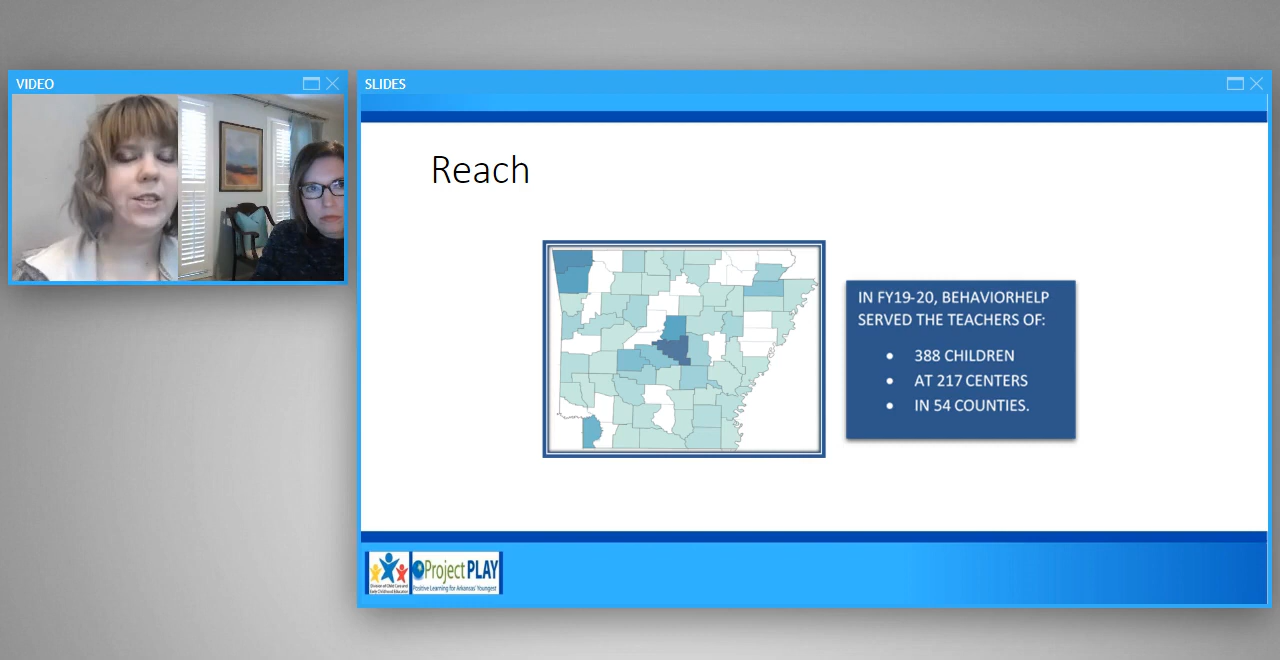 VIDEO
SLIDES
Reach
IN FY19-20, BEHAVIORHELP
SERVED THE TEACHERS OF:
• 388 CHILDREN
• AT 217 CENTERS
• IN 54 COUNTIES.
Division of Child Care and
Early Childhood Education
Project PLAY
Positive Learning for Arkansas' Youngest